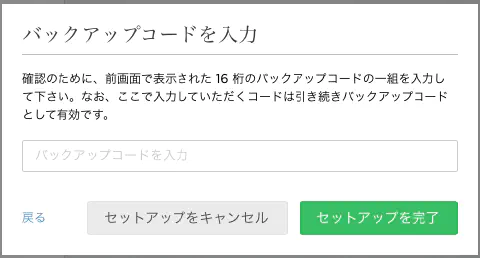 バックアップコードを入力
確認のために、前画面で表示された 16 桁のバックアップコードの一組を入力し
て下さい。なお、ここで入力していただくコードは引き続きバックアップコード
として有効です。
バックアップコードを入力
戻る
セットアップをキャンセル
セットアップを完了